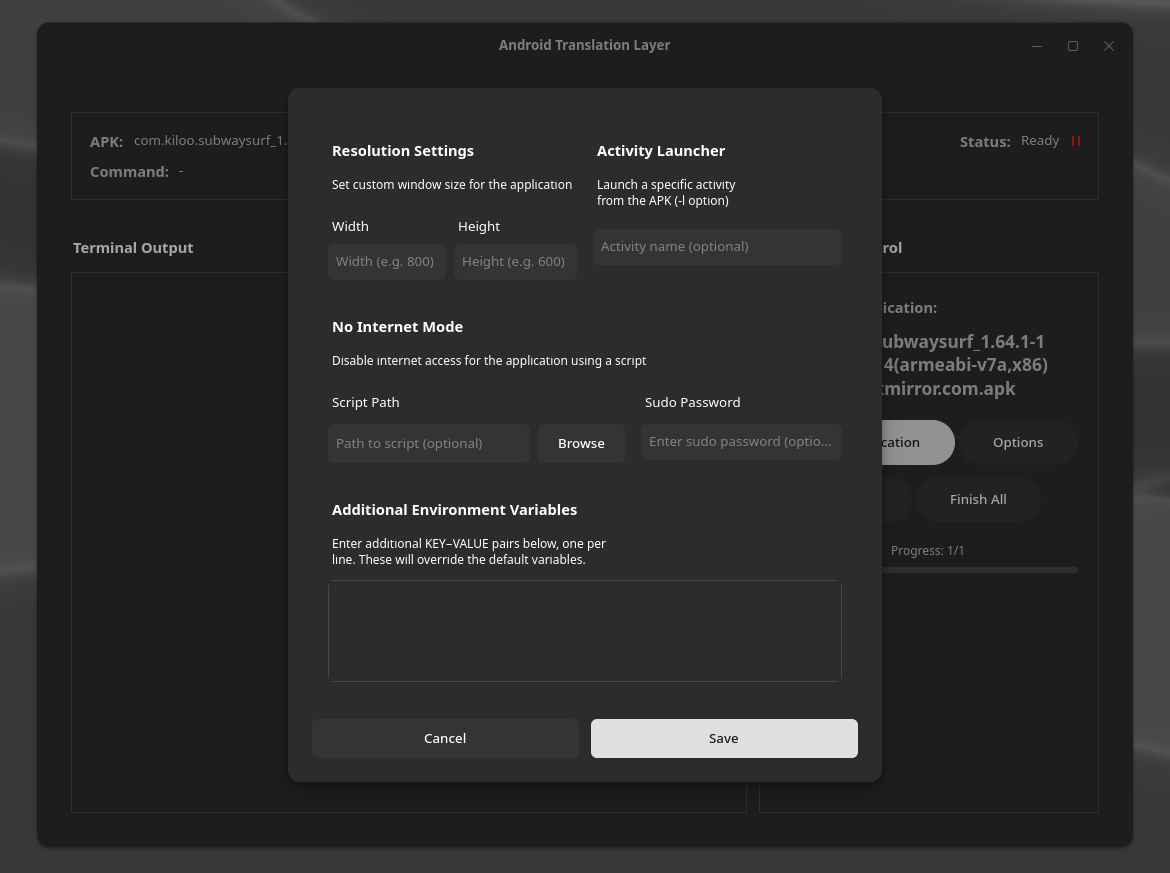 Android Translation Layer
APK: com.kiloo.subwaysurf_1.
Status: Ready
Command: -
Terminal Output
rol
ication:
ubwaysurf_1.64.1-1
4(armeabi-v7a,x86)
kmirror.com.apk
cation
Options
Finish All
Progress: 1/1
Resolution Settings
Set custom window size for the application
Width
Height
Width (e.g. 800)
Height (e.g. 600)
Activity Launcher
Launch a specific activity
from the APK (-l option)
Activity name (optional)
No Internet Mode
Disable internet access for the application using a script
Script Path
Sudo Password
Path to script (optional)
Browse
Enter sudo password (optio...
Additional Environment Variables
Enter additional KEY–VALUE pairs below, one per
line. These will override the default variables.
Cancel
Save